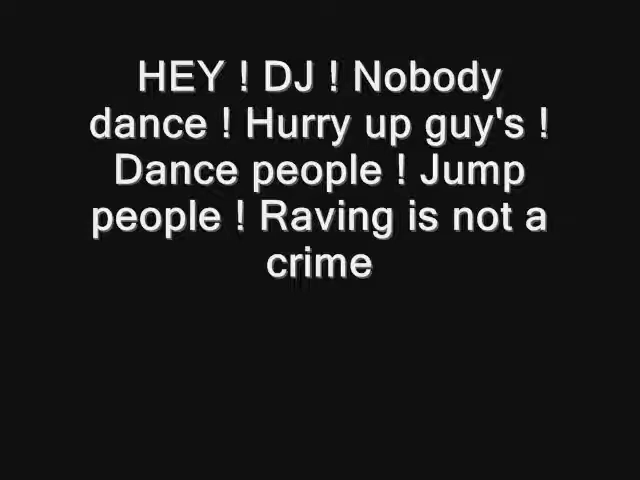 HEY ! DJ ! Nobody
dance ! Hurry up guy's !
Dance people ! Jump
people ! Raving is not a
crime